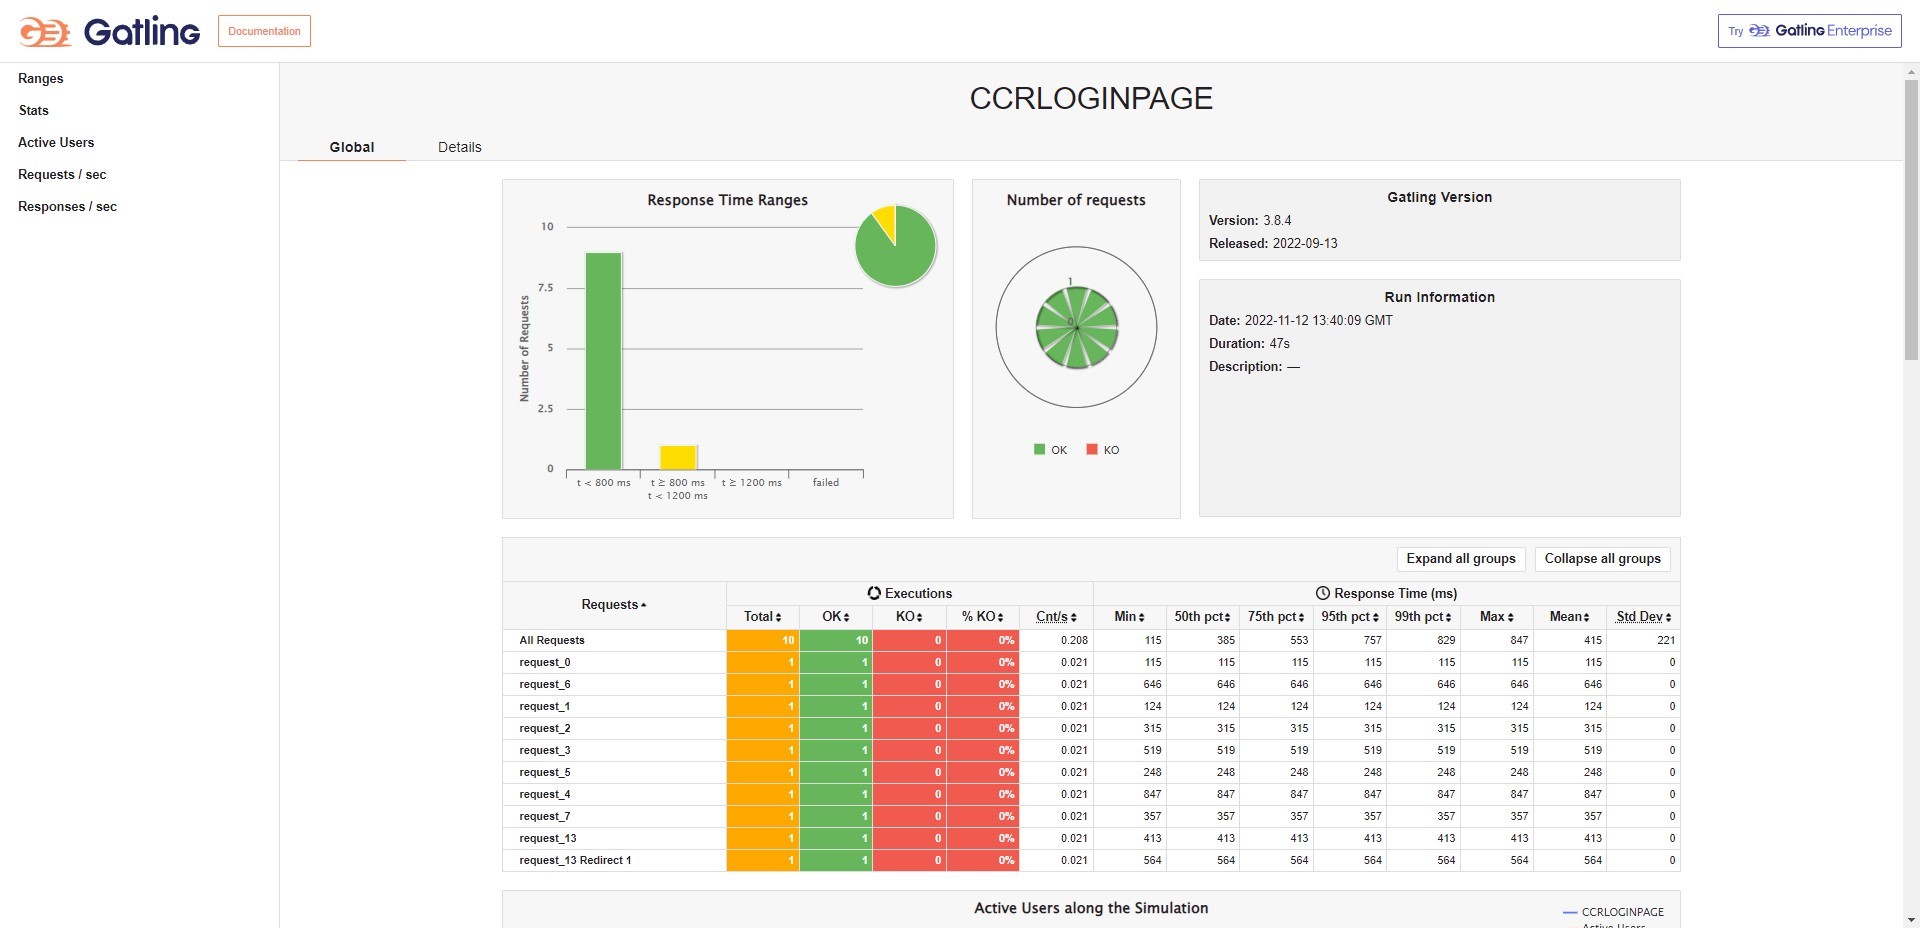 Gatling
Documentation
Try Gatling Enterprise
Ranges
Stats
Active Users
Requests / sec
Responses / sec
CCRLOGINPAGE
Global Details
Response Time Ranges
Number of Requests
10
7.5
5
2.5
0
t < 800 ms
t ≥ 800 ms
t < 1200 ms
t ≥ 1200 ms
failed
Number of requests
1
0
OK KO
Gatling Version
Version: 3.8.4
Released: 2022-09-13
Run Information
Date: 2022-11-12 13:40:09 GMT
Duration: 47s
Description: —
Expand all groups Collapse all groups
Requests Executions Response Time (ms)
Total OK KO % KO Cnt/s Min 50th pct 75th pct 95th pct 99th pct Max Mean Std Dev
All Requests 10 10 0 0% 0.208 115 385 553 757 829 847 415 221
request_0 1 1 0 0% 0.021 115 115 115 115 115 115 115 0
request_6 1 1 0 0% 0.021 646 646 646 646 646 646 646 0
request_1 1 1 0 0% 0.021 124 124 124 124 124 124 124 0
request_2 1 1 0 0% 0.021 315 315 315 315 315 315 315 0
request_3 1 1 0 0% 0.021 519 519 519 519 519 519 519 0
request_5 1 1 0 0% 0.021 248 248 248 248 248 248 248 0
request_4 1 1 0 0% 0.021 847 847 847 847 847 847 847 0
request_7 1 1 0 0% 0.021 357 357 357 357 357 357 357 0
request_13 1 1 0 0% 0.021 413 413 413 413 413 413 413 0
request_13 Redirect 1 1 1 0 0% 0.021 564 564 564 564 564 564 564 0
Active Users along the Simulation
CCRLOGINPAGE
Active Users